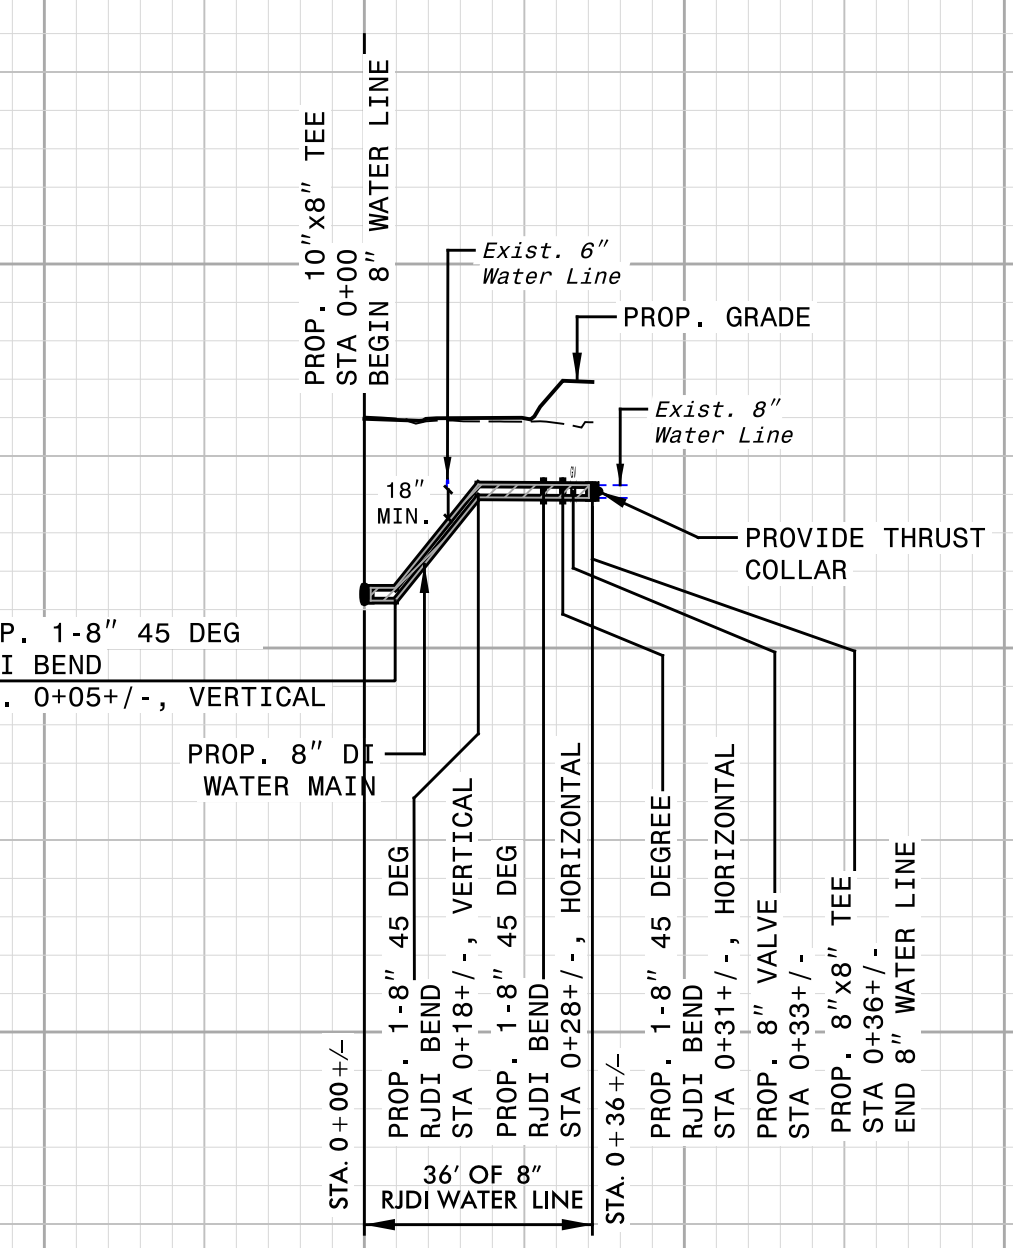 PROP. 10"x8" TEE
STA 0+00
BEGIN 8" WATER LINE
Exist. 6"
Water Line
PROP. GRADE
Exist. 8"
Water Line
18"
MIN.
PROVIDE THRUST
COLLAR
P. 1-8" 45 DEG
I BEND
. 0+05+/-, VERTICAL
PROP. 8" DI
WATER MAIN
PROP. 1-8" 45 DEG
RJDI BEND
STA 0+18+/-, VERTICAL
PROP. 1-8" 45 DEG
RJDI BEND
STA 0+28+/-, HORIZONTAL
PROP. 1-8" 45 DEGREE
RJDI BEND
STA 0+31+/-, HORIZONTAL
PROP. 8" VALVE
STA 0+33+/-
PROP. 8"x8" TEE
STA 0+36+/-
END 8" WATER LINE
STA. 0+00+/-
36' OF 8"
RJDI WATER LINE
STA. 0+36+/-